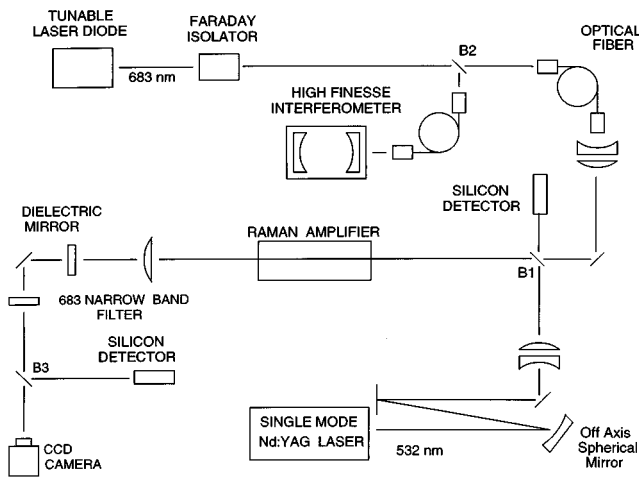 TUNABLE
LASER DIODE
683 nm
FARADAY
ISOLATOR
B2
OPTICAL
FIBER
HIGH FINESSE
INTERFEROMETER
SILICON
DETECTOR
DIELECTRIC
MIRROR
RAMAN AMPLIFIER
B1
683 NARROW BAND
FILTER
SILICON
DETECTOR
B3
CCD
CAMERA
SINGLE MODE
Nd:YAG LASER
532 nm
Off Axis
Spherical
Mirror